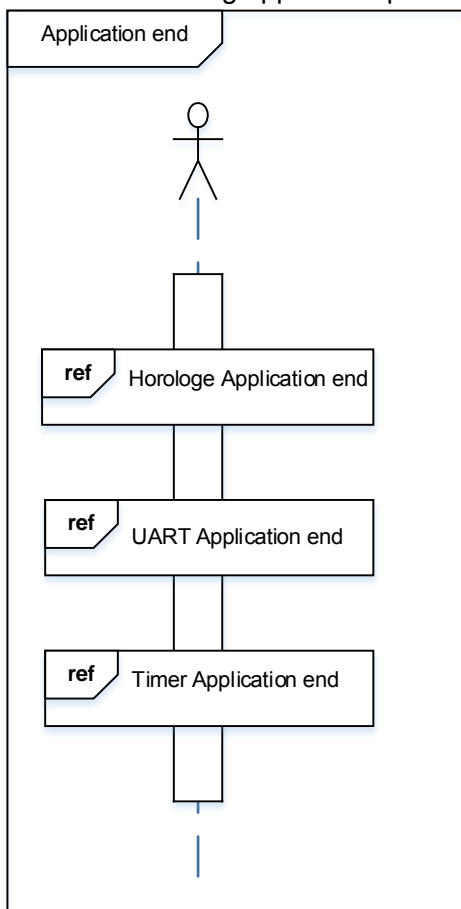 Application end
ref
Horologe Application end
ref
UART Application end
ref
Timer Application end